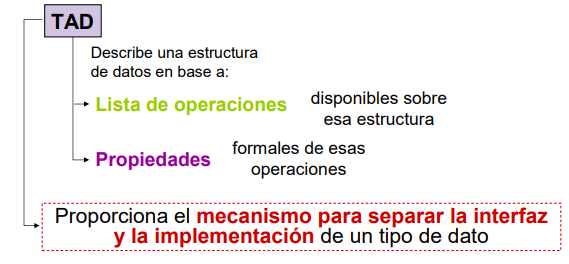 TAD
Describe una estructura
de datos en base a:
Lista de operaciones
disponibles sobre
esa estructura
Propiedades
formales de esas
operaciones
Proporciona el mecanismo para separar la interfaz
y la implementación de un tipo de dato